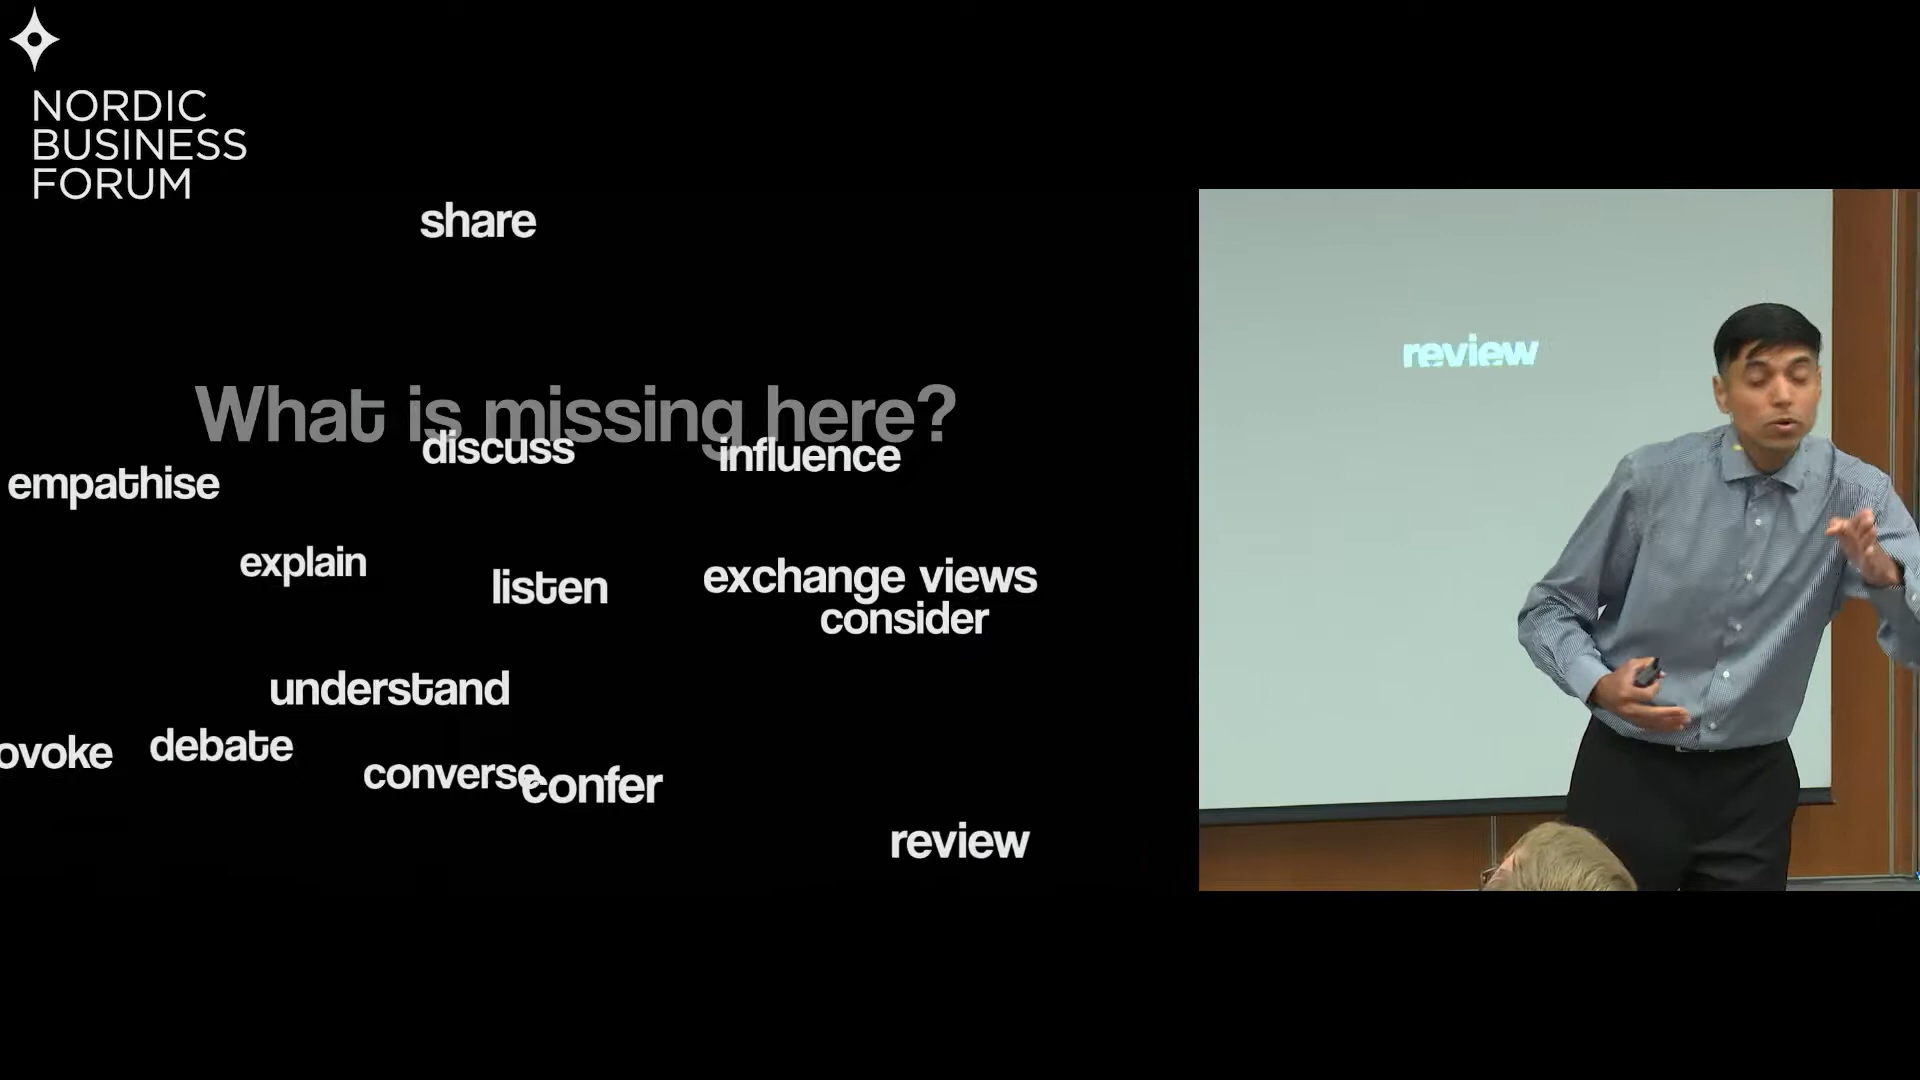 NORDIC
BUSINESS
FORUM
share
What is missing here?
discuss
influence
empathise
explain
listen
exchange views
consider
understand
ovoke
debate
converse
confer
review
review